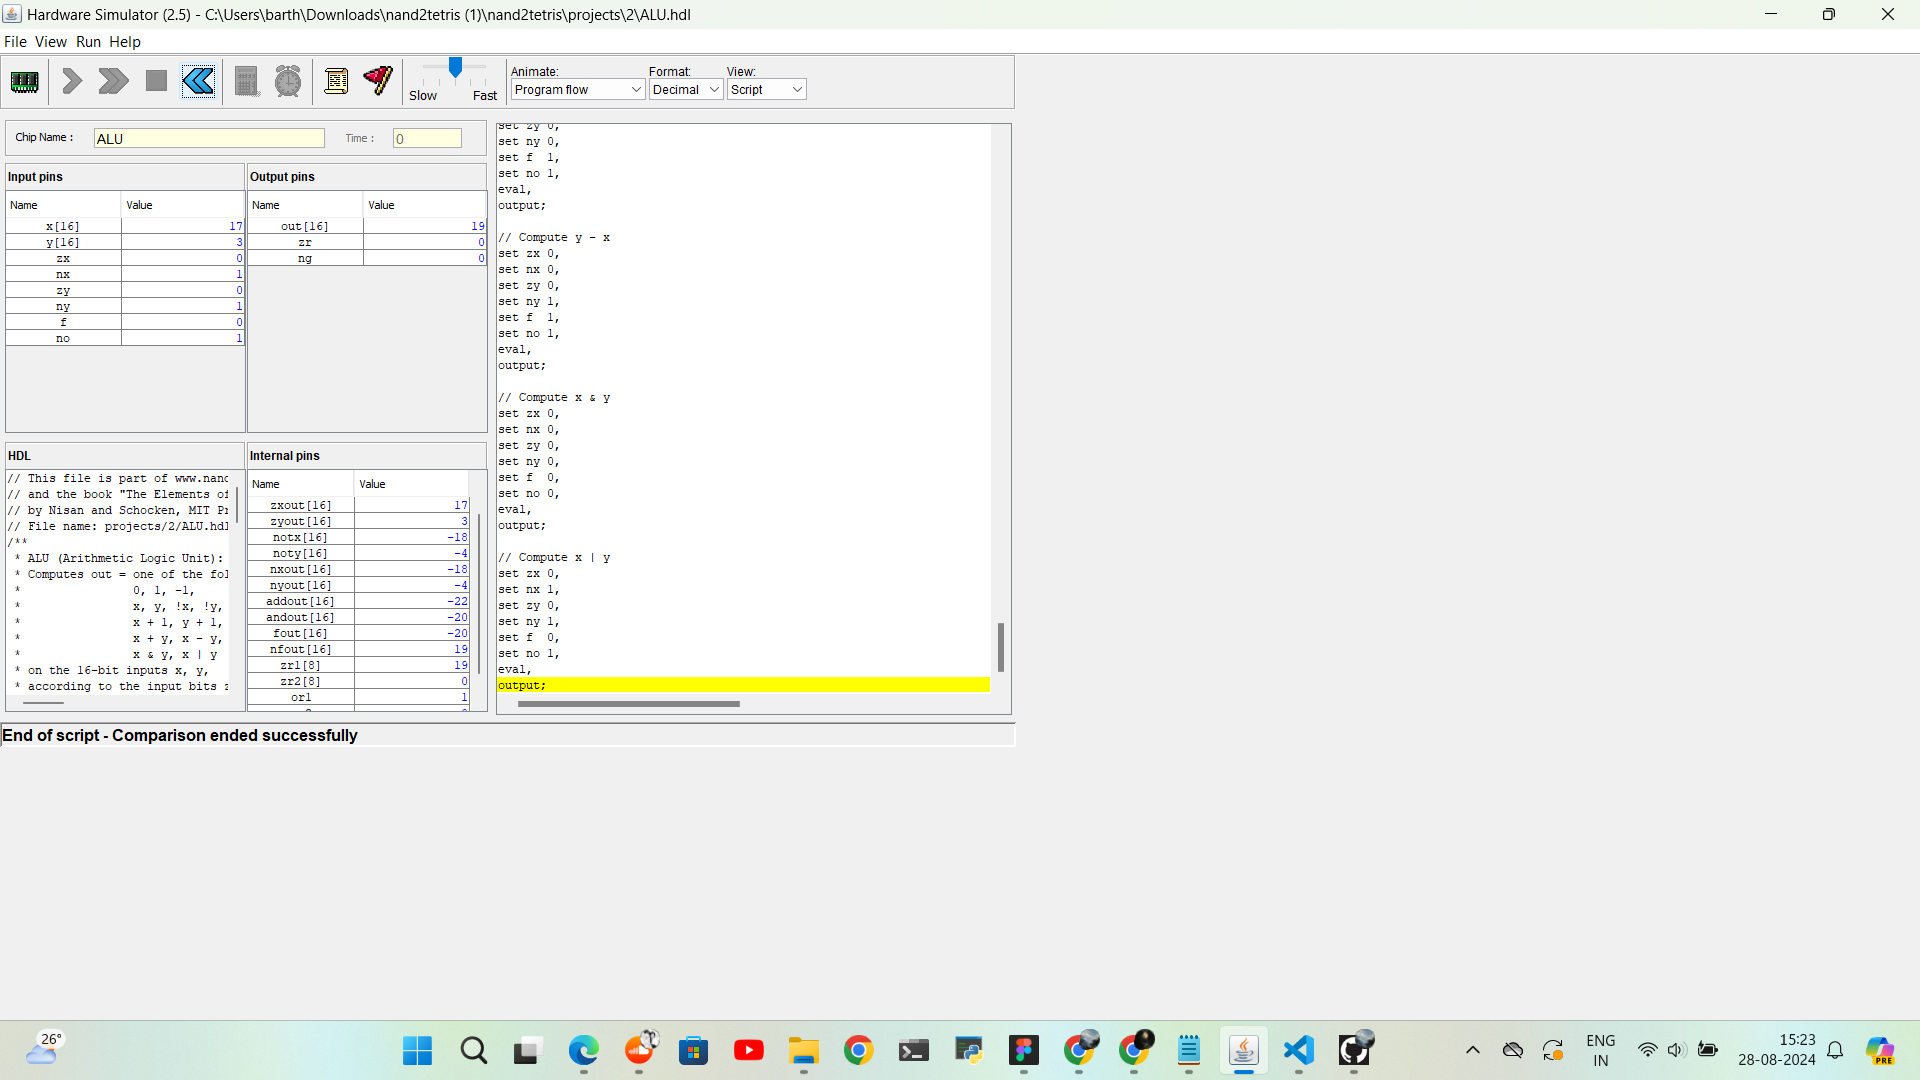 Hardware Simulator (2.5) - C:\Users\barth\Downloads\nand2tetris (1)\nand2tetris\projects\2\ALU.hdl
File View Run Help
Slow Fast
Animate: Format: View:
Program flow Decimal Script
Chip Name : ALU Time : 0
Input pins
Name Value
x[16] 17
y[16] 3
zx 0
nx 1
zy 0
ny 1
f 0
no 1
Output pins
Name Value
out[16] 19
zr 0
ng 0
HDL
// This file is part of www.nand
// and the book "The Elements of
// by Nisan and Schocken, MIT Pr
// File name: projects/2/ALU.hdl
/**
* ALU (Arithmetic Logic Unit):
* Computes out = one of the fol
* 0, 1, -1,
* x, y, !x, !y,
* x + 1, y + 1,
* x + y, x - y,
* x & y, x | y
* on the 16-bit inputs x, y,
* according to the input bits z
Internal pins
Name Value
zxout[16] 17
zyout[16] 3
notx[16] -18
noty[16] -4
nxout[16] -18
nyout[16] -4
addout[16] -22
andout[16] -20
fout[16] -20
nfout[16] 19
zr1[8] 19
zr2[8] 0
or1 1
set zy 0,
set ny 0,
set f 1,
set no 1,
eval,
output;
// Compute y - x
set zx 0,
set nx 0,
set zy 0,
set ny 1,
set f 1,
set no 1,
eval,
output;
// Compute x & y
set zx 0,
set nx 0,
set zy 0,
set ny 0,
set f 0,
set no 0,
eval,
output;
// Compute x | y
set zx 0,
set nx 1,
set zy 0,
set ny 1,
set f 0,
set no 1,
eval,
output;
End of script - Comparison ended successfully
26°
ENG
IN
15:23
28-08-2024
PRE